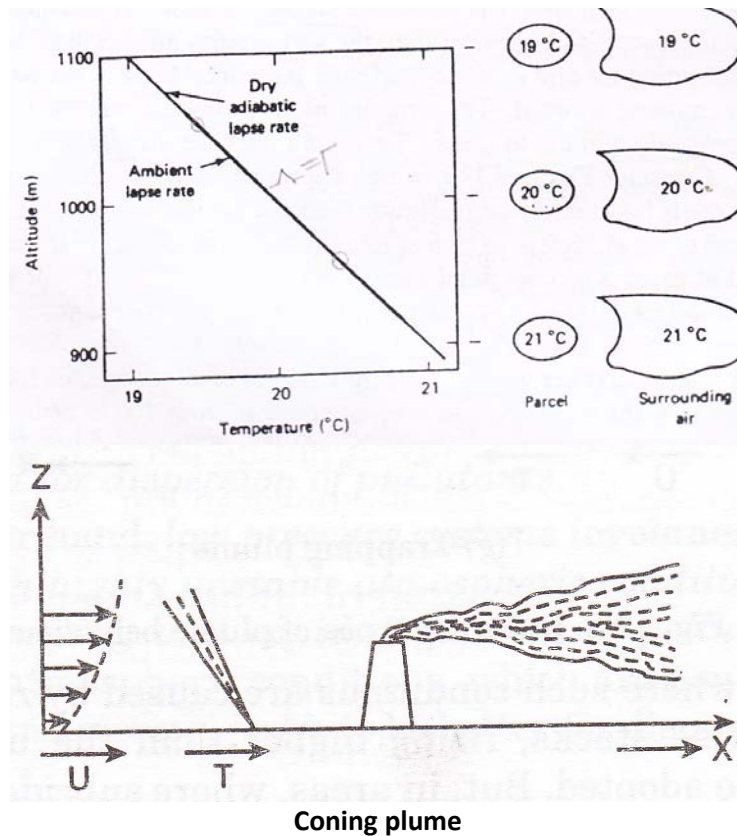 1100
1000
900
Altitude (m)
Dry
adiabatic
lapse rate
Ambient
lapse rate
19
20
21
Temperature (°C)
19 °C
19 °C
20 °C
20 °C
21 °C
21 °C
Parcel
Surrounding
air
Z
U
T
X
Coning plume